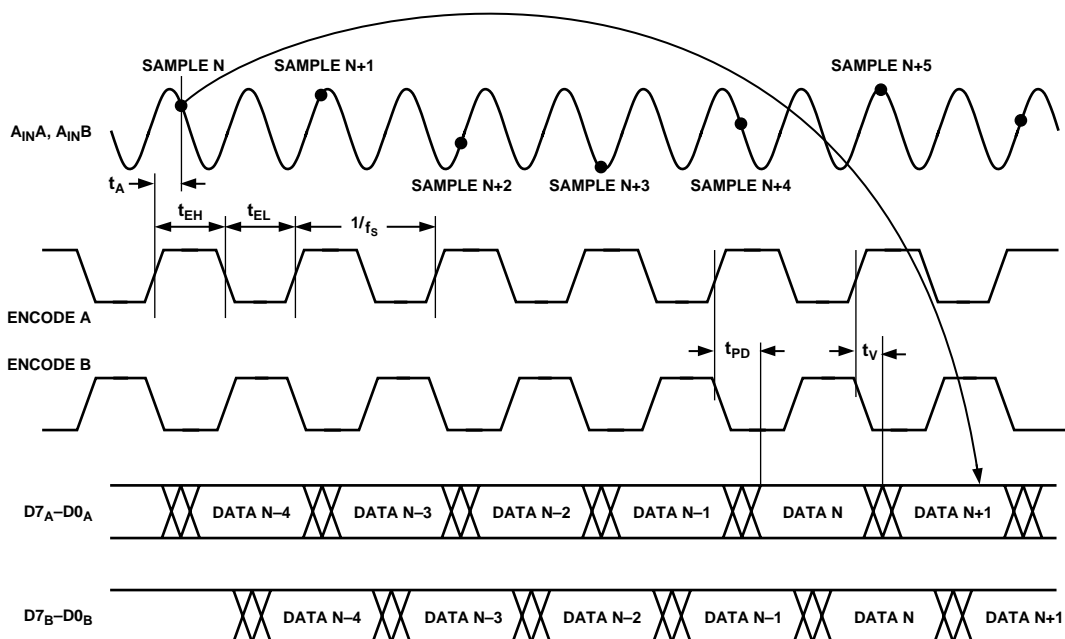 SAMPLE N
SAMPLE N+1
SAMPLE N+5
AINA, AINB
SAMPLE N+2
SAMPLE N+3
SAMPLE N+4
tA
tEH
tEL
1/fS
ENCODE A
tPD
tV
ENCODE B
D7A–D0A
DATA N–4
DATA N–3
DATA N–2
DATA N–1
DATA N
DATA N+1
D7B–D0B
DATA N–4
DATA N–3
DATA N–2
DATA N–1
DATA N
DATA N+1